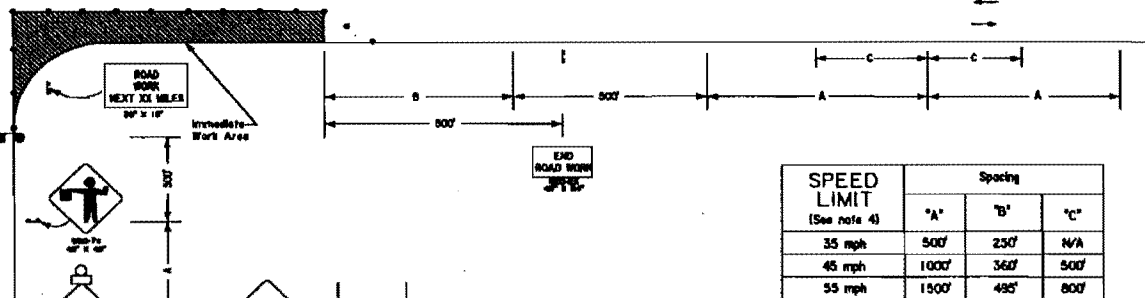 ROAD
WORK
NEXT XX MILES
Immediate
Work Area
B
500'
A
C
C
A
500'
END
ROAD WORK
500'
A
SPEED
LIMIT
(See note 4)
Spacing
"A"
"B"
"C"
35 mph
500'
250'
N/A
45 mph
1000'
360'
500'
55 mph
1500'
495'
800'